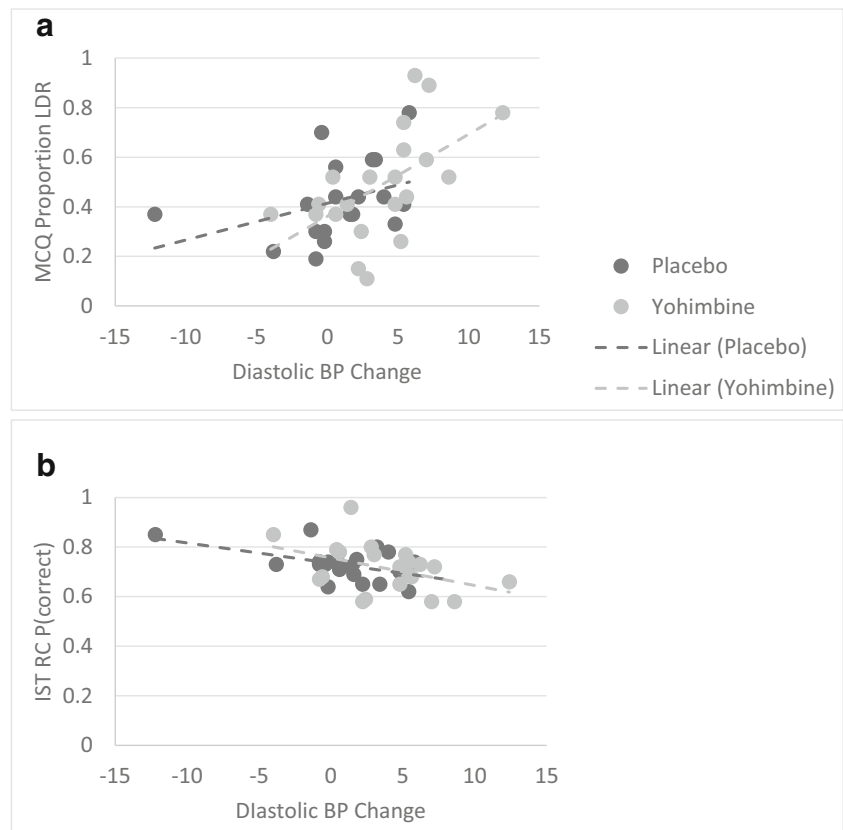 a
MCQ Proportion LDR
1
0.8
0.6
0.4
0.2
0
-15 -10 -5 0 5 10 15
Diastolic BP Change
Placebo
Yohimbine
Linear (Placebo)
Linear (Yohimbine)
b
IST RC P(correct)
1
0.8
0.6
0.4
0.2
0
-15 -10 -5 0 5 10 15
DIastolic BP Change